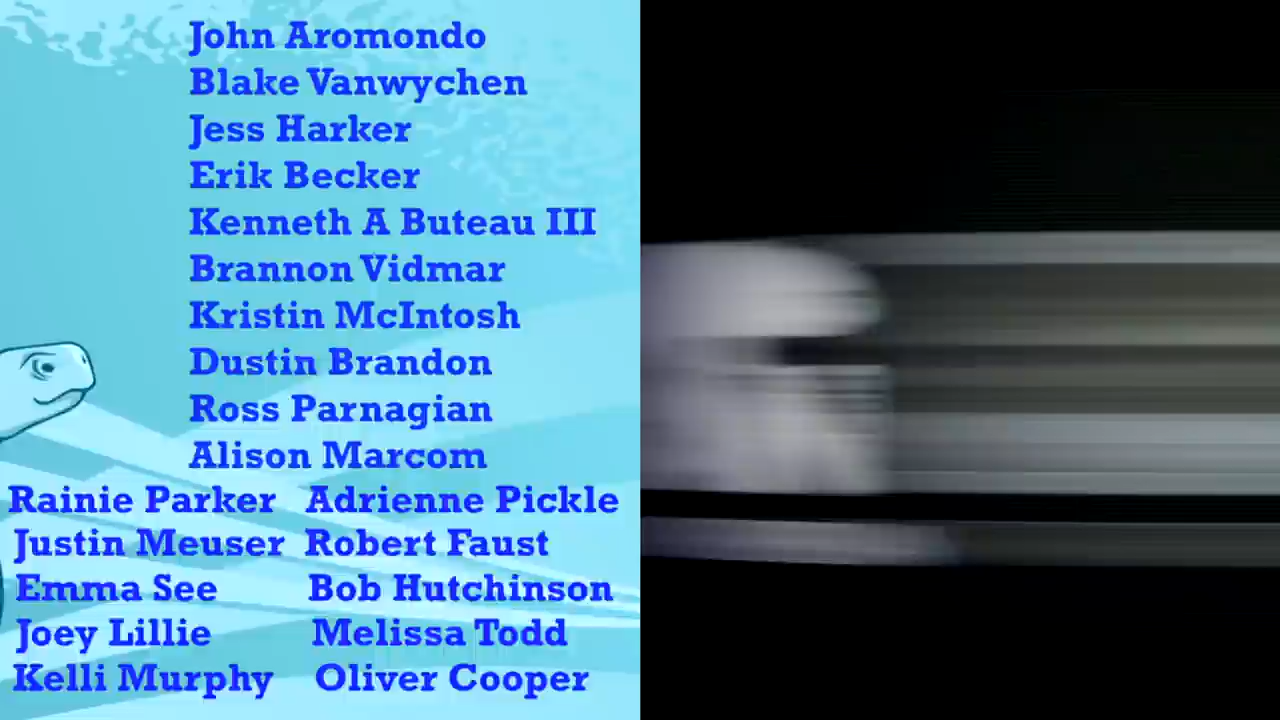 John Aromondo
Blake Vanwychen
Jess Harker
Erik Becker
Kenneth A Buteau III
Brannon Vidmar
Kristin McIntosh
Dustin Brandon
Ross Parnagian
Alison Marcom
Rainie Parker Adrienne Pickle
Justin Meuser Robert Faust
Emma See Bob Hutchinson
Joey Lillie Melissa Todd
Kelli Murphy Oliver Cooper